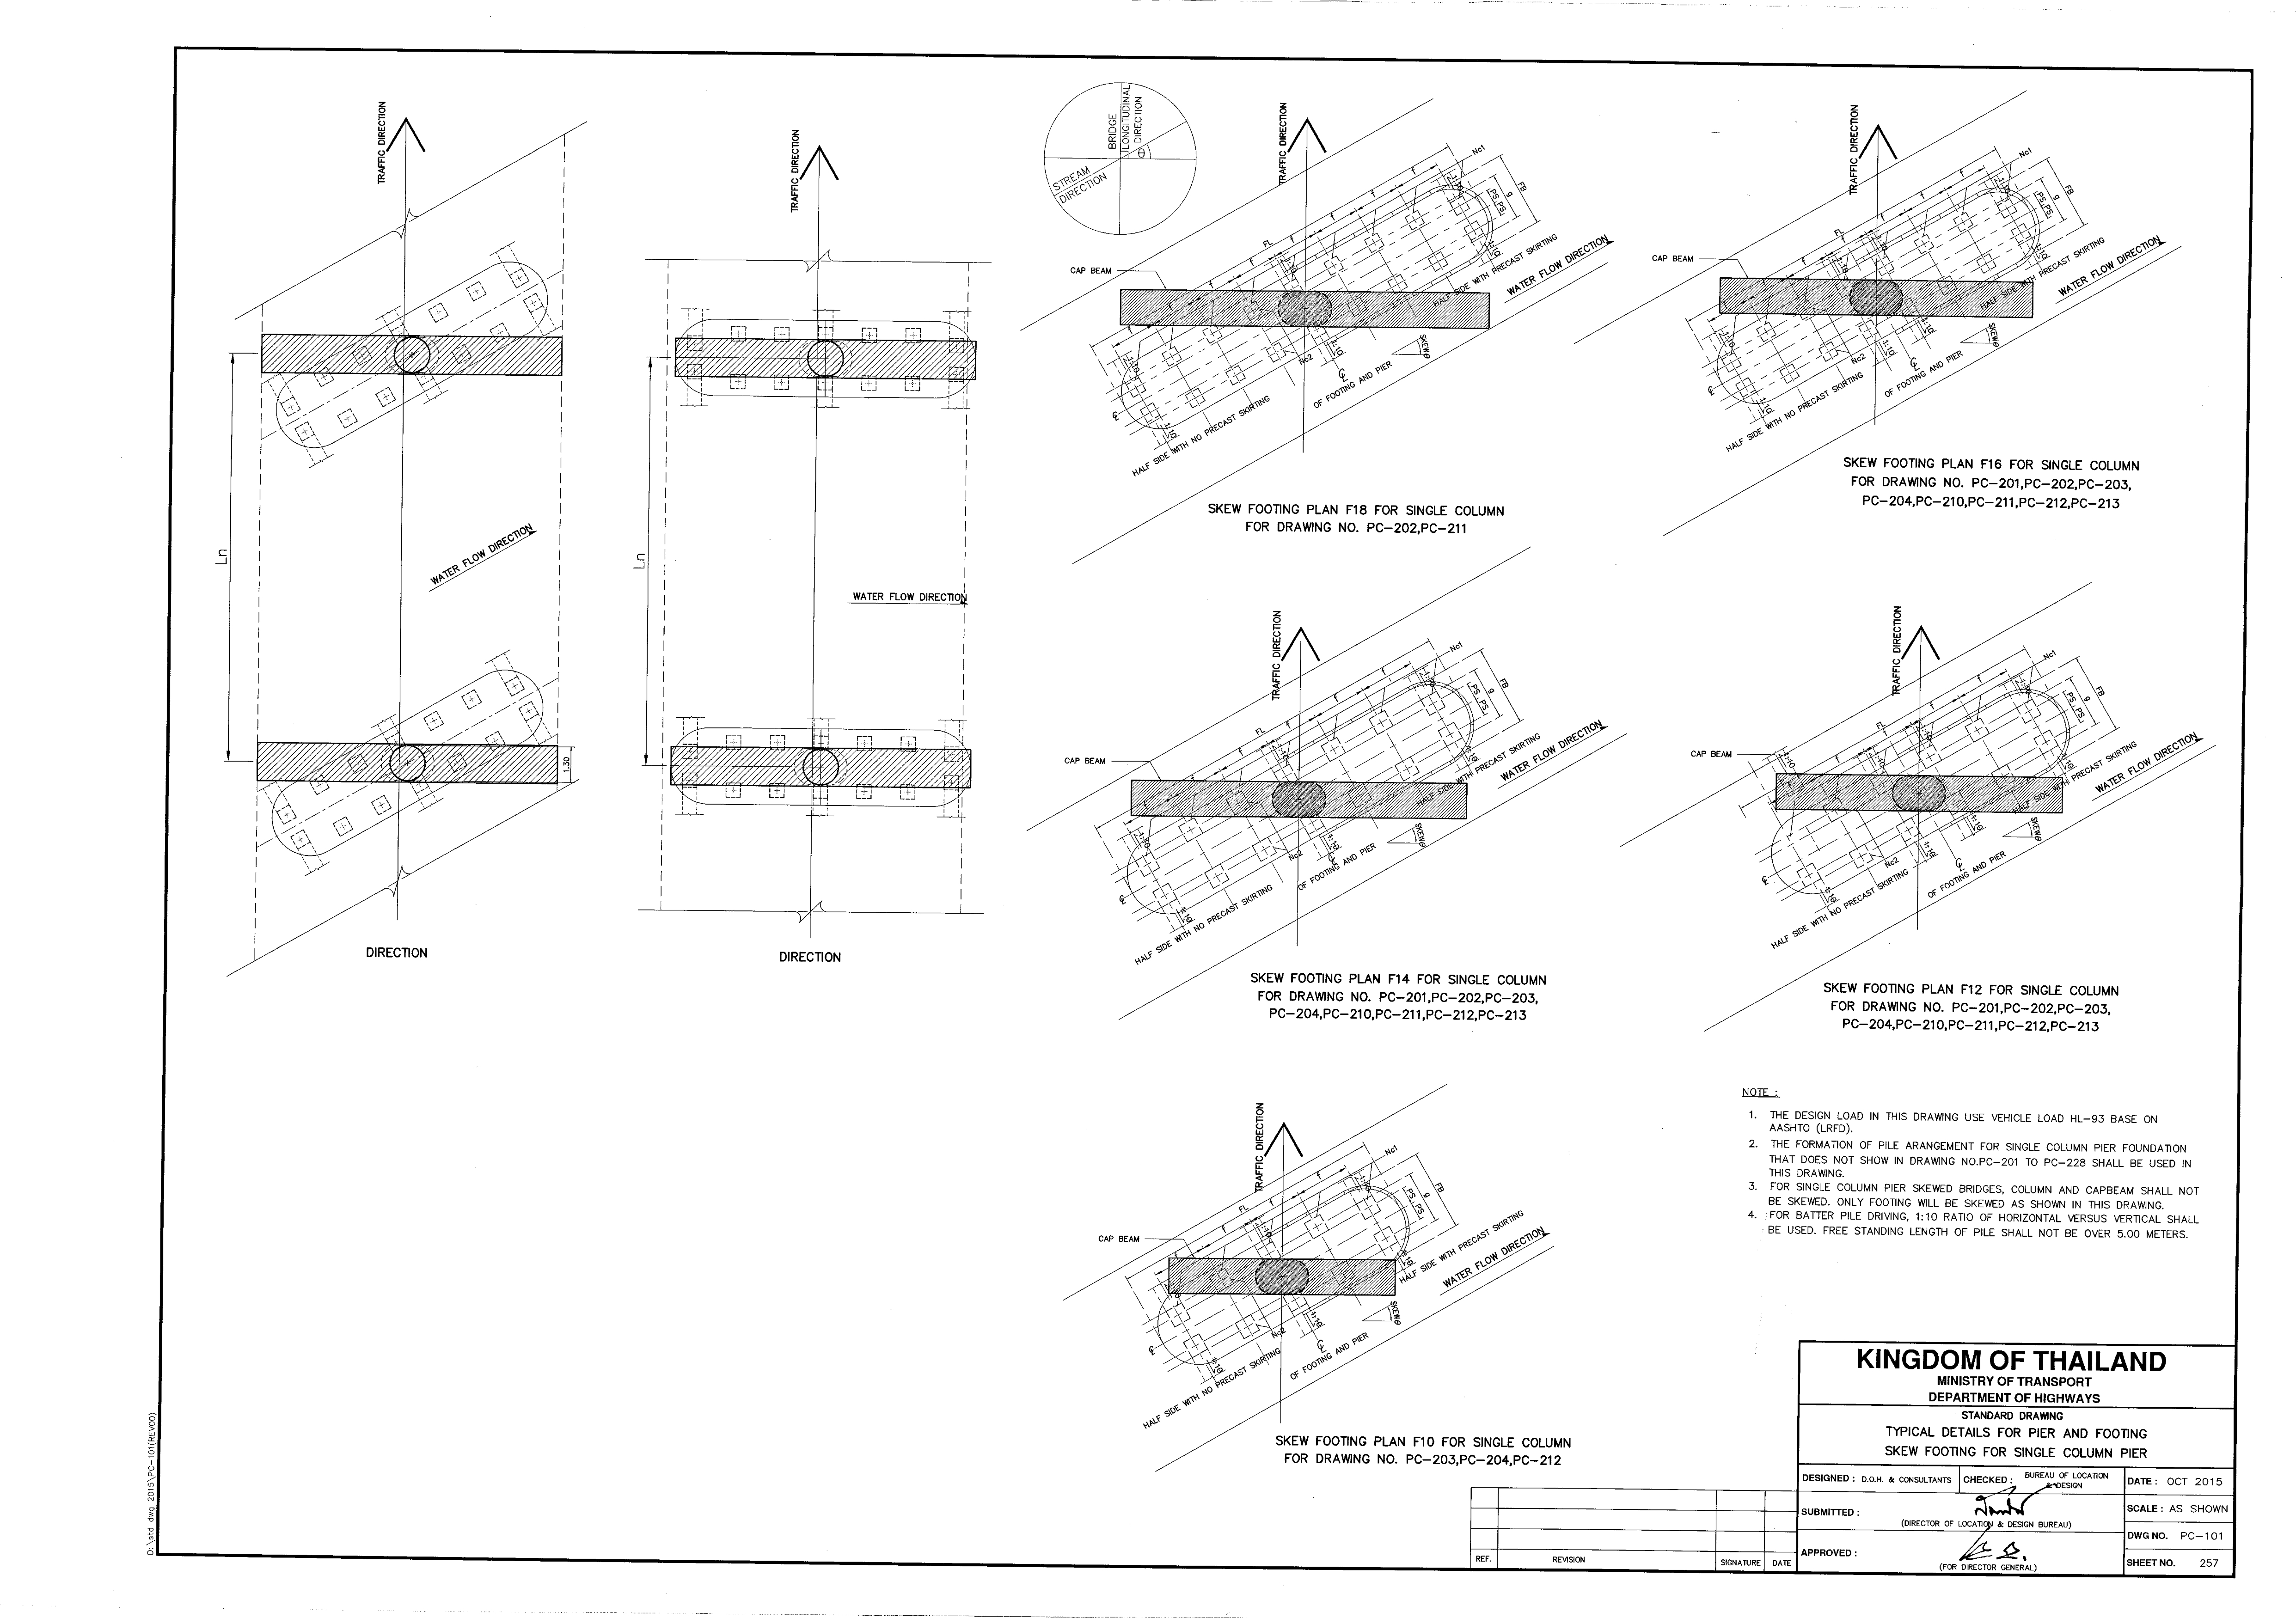 TRAFFIC DIRECTION
Ln
WATER FLOW DIRECTION
1.30
DIRECTION
TRAFFIC DIRECTION
Ln
WATER FLOW DIRECTION
DIRECTION
BRIDGE
LONGITUDINAL
DIRECTION
STREAM
DIRECTION
θ
TRAFFIC DIRECTION
CAP BEAM
FL
f
Nc1
FB
g
PS
PS
1:10
Nc2
HALF SIDE WITH PRECAST SKIRTING
WATER FLOW DIRECTION
SKEWθ
OF FOOTING AND PIER
HALF SIDE WITH NO PRECAST SKIRTING
SKEW FOOTING PLAN F18 FOR SINGLE COLUMN
FOR DRAWING NO. PC-202,PC-211
TRAFFIC DIRECTION
CAP BEAM
FL
f
Nc1
FB
g
PS
PS
1:10
Nc2
HALF SIDE WITH PRECAST SKIRTING
WATER FLOW DIRECTION
SKEWθ
OF FOOTING AND PIER
HALF SIDE WITH NO PRECAST SKIRTING
SKEW FOOTING PLAN F16 FOR SINGLE COLUMN
FOR DRAWING NO. PC-201,PC-202,PC-203,
PC-204,PC-210,PC-211,PC-212,PC-213
TRAFFIC DIRECTION
CAP BEAM
FL
f
Nc1
FB
g
PS
PS
1:10
Nc2
HALF SIDE WITH PRECAST SKIRTING
WATER FLOW DIRECTION
SKEWθ
OF FOOTING AND PIER
HALF SIDE WITH NO PRECAST SKIRTING
SKEW FOOTING PLAN F14 FOR SINGLE COLUMN
FOR DRAWING NO. PC-201,PC-202,PC-203,
PC-204,PC-210,PC-211,PC-212,PC-213
TRAFFIC DIRECTION
CAP BEAM
FL
f
Nc1
FB
g
PS
PS
1:10
Nc2
HALF SIDE WITH PRECAST SKIRTING
WATER FLOW DIRECTION
SKEWθ
OF FOOTING AND PIER
HALF SIDE WITH NO PRECAST SKIRTING
SKEW FOOTING PLAN F12 FOR SINGLE COLUMN
FOR DRAWING NO. PC-201,PC-202,PC-203,
PC-204,PC-210,PC-211,PC-212,PC-213
TRAFFIC DIRECTION
CAP BEAM
FL
f
Nc1
FB
g
PS
PS
1:10
Nc2
HALF SIDE WITH PRECAST SKIRTING
WATER FLOW DIRECTION
SKEWθ
OF FOOTING AND PIER
HALF SIDE WITH NO PRECAST SKIRTING
SKEW FOOTING PLAN F10 FOR SINGLE COLUMN
FOR DRAWING NO. PC-203,PC-204,PC-212
NOTE :
1. THE DESIGN LOAD IN THIS DRAWING USE VEHICLE LOAD HL-93 BASE ON
AASHTO (LRFD).
2. THE FORMATION OF PILE ARANGEMENT FOR SINGLE COLUMN PIER FOUNDATION
THAT DOES NOT SHOW IN DRAWING NO.PC-201 TO PC-228 SHALL BE USED IN
THIS DRAWING.
3. FOR SINGLE COLUMN PIER SKEWED BRIDGES, COLUMN AND CAPBEAM SHALL NOT
BE SKEWED. ONLY FOOTING WILL BE SKEWED AS SHOWN IN THIS DRAWING.
4. FOR BATTER PILE DRIVING, 1:10 RATIO OF HORIZONTAL VERSUS VERTICAL SHALL
BE USED. FREE STANDING LENGTH OF PILE SHALL NOT BE OVER 5.00 METERS.
KINGDOM OF THAILAND
MINISTRY OF TRANSPORT
DEPARTMENT OF HIGHWAYS
STANDARD DRAWING
TYPICAL DETAILS FOR PIER AND FOOTING
SKEW FOOTING FOR SINGLE COLUMN PIER
DESIGNED : D.O.H. & CONSULTANTS
CHECKED : BUREAU OF LOCATION
& DESIGN
DATE : OCT 2015
SUBMITTED :
(DIRECTOR OF LOCATION & DESIGN BUREAU)
SCALE : AS SHOWN
DWG NO. PC-101
APPROVED :
(FOR DIRECTOR GENERAL)
SHEET NO. 257
REF. REVISION SIGNATURE DATE
D:\std dwg 2015\PC-101(REV00)